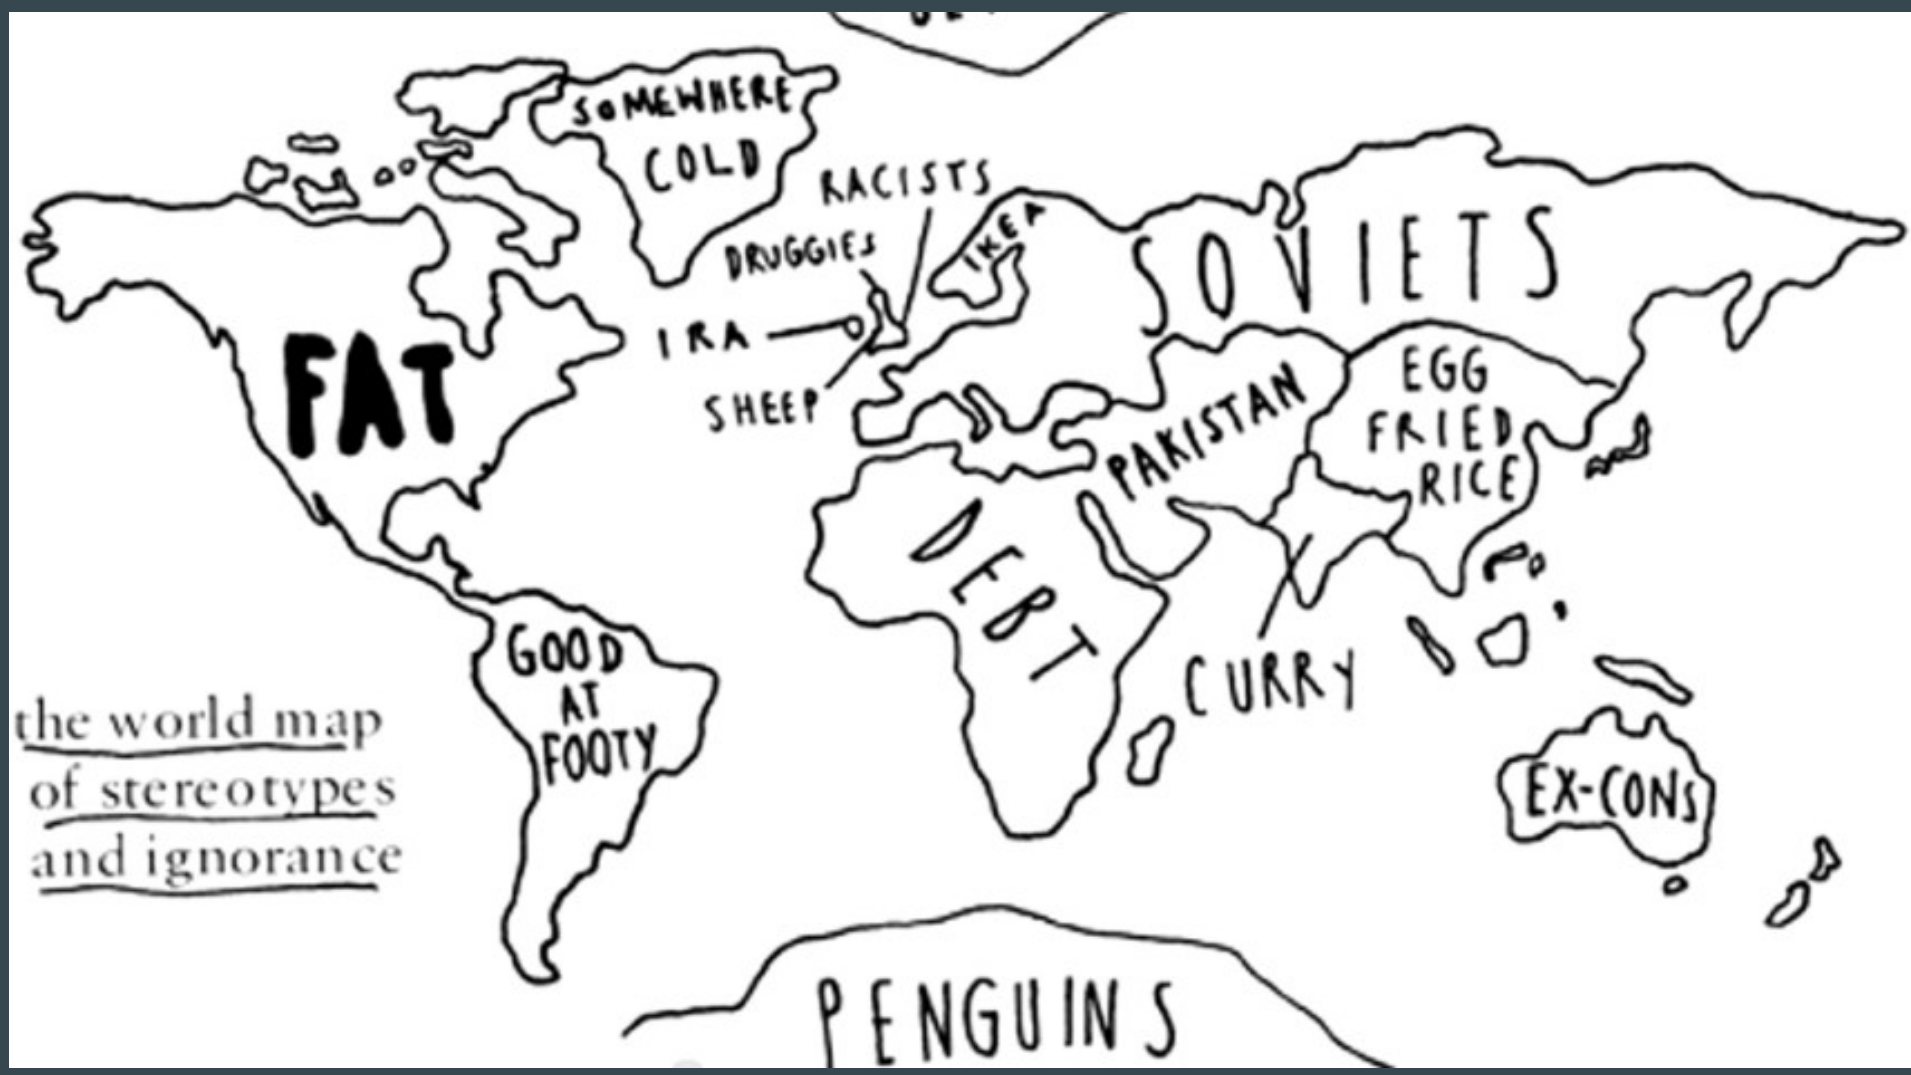 SOMEWHERE
COLD
RACISTS
DRUGGIES
IKEA
SOVIETS
IRA
SHEEP
FAT
EGG
FRIED
RICE
PAKISTAN
DEBT
CURRY
GOOD
AT
FOOTY
the world map
of stereotypes
and ignorance
EX-CONS
PENGUINS